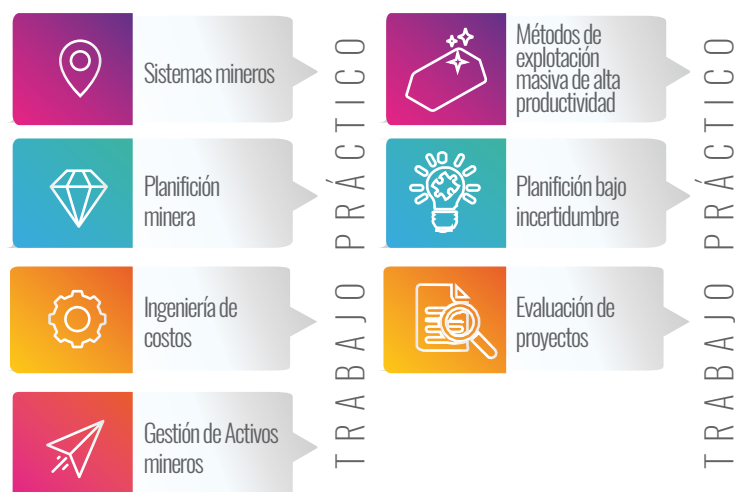 Sistemas mineros
Planifición
minera
Ingeniería de
costos
Gestión de Activos
mineros
TRABAJO PRÁCTICO
Métodos de
explotación
másiva de alta
productividad
Planifición bajo
incertidumbre
Evaluación de
proyectos
TRABAJO PRÁCTICO